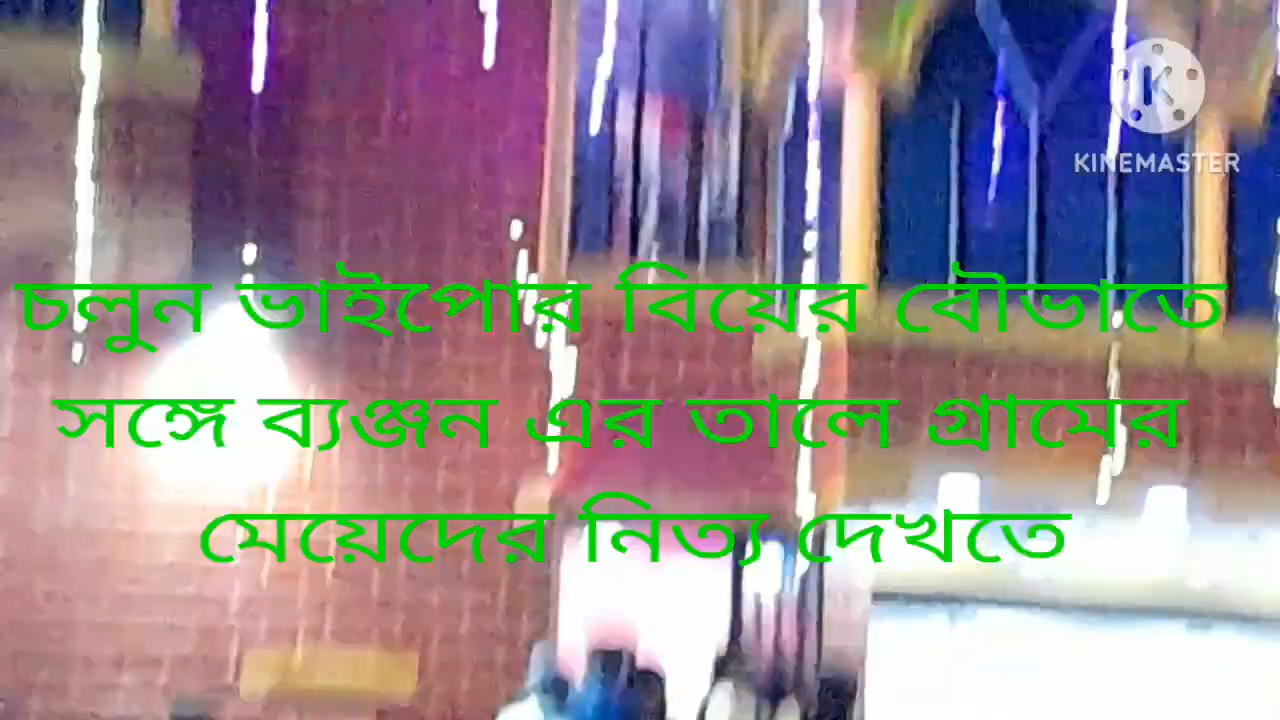 KINEMASTER
চলুন ভাইপোর বিয়ের বৌভাতে
সঙ্গে ব্যঞ্জন এর তালে গ্রামের
মেয়েদের নিত্য দেখতে